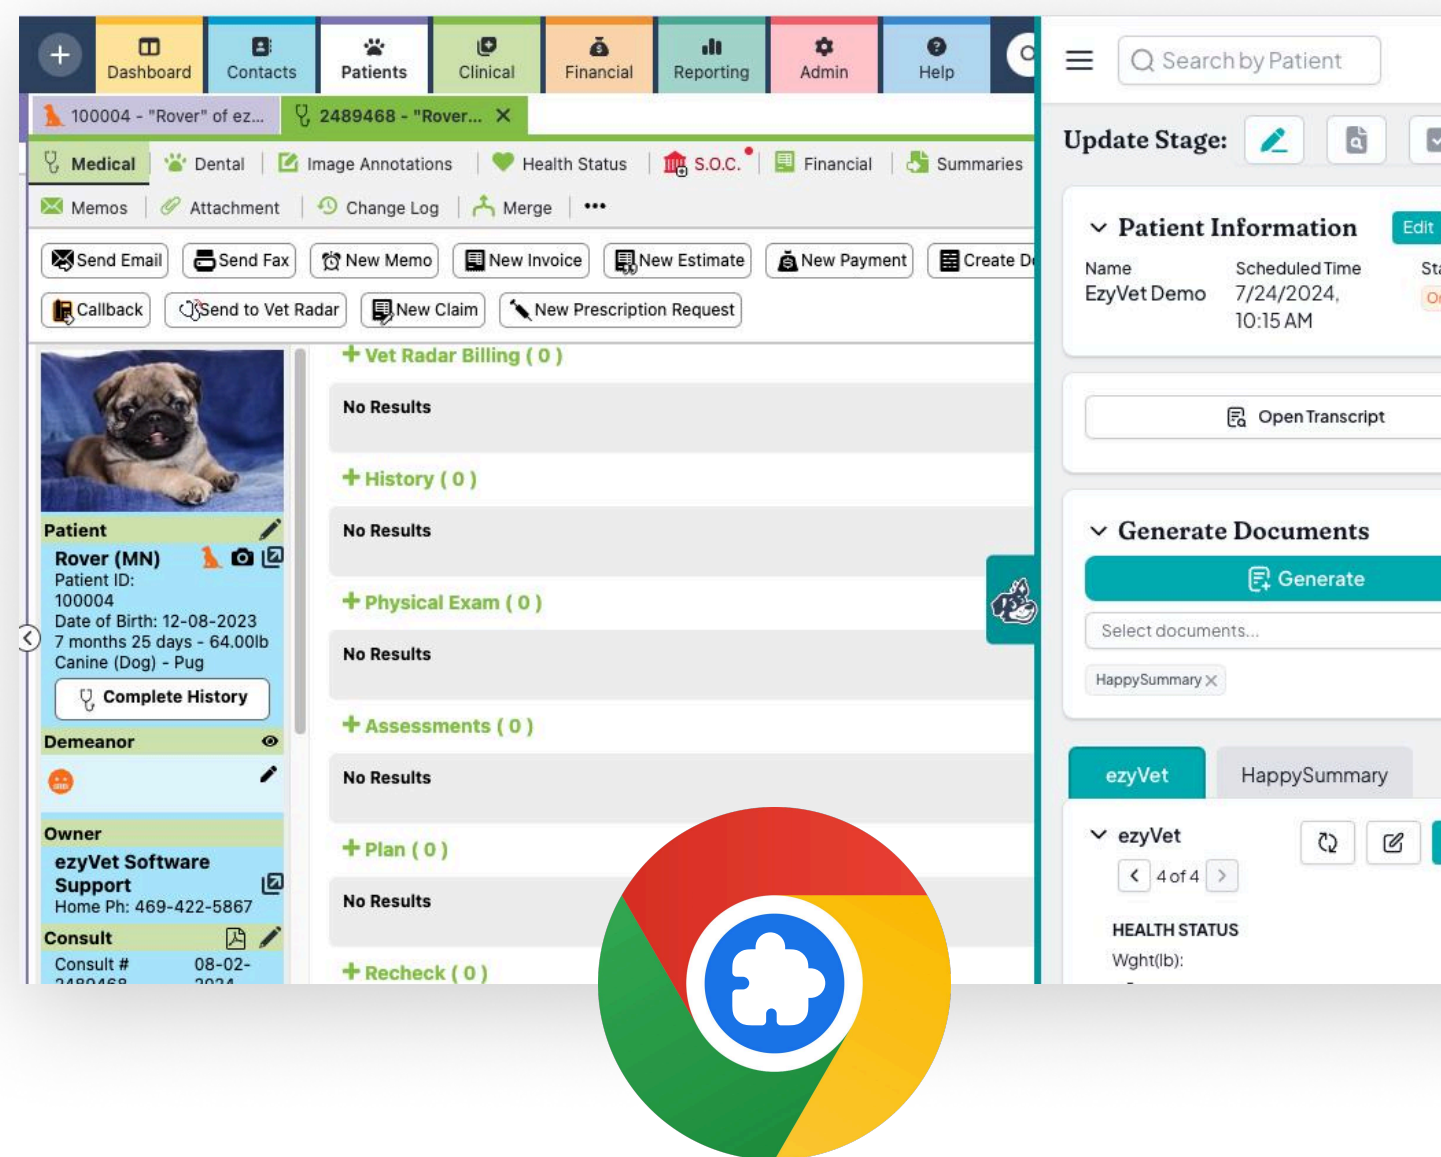 Dashboard
Contacts
Patients
Clinical
Financial
Reporting
Admin
Help
100004 - "Rover" of ez...
2489468 - "Rover...
Medical
Dental
Image Annotations
Health Status
S.O.C.
Financial
Summaries
Memos
Attachment
Change Log
Merge
Send Email
Send Fax
New Memo
New Invoice
New Estimate
New Payment
Create
Callback
Send to Vet Radar
New Claim
New Prescription Request
Patient
Rover (MN)
Patient ID:
100004
Date of Birth: 12-08-2023
7 months 25 days - 64.00lb
Canine (Dog) - Pug
Complete History
Demeanor
Owner
ezyVet Software
Support
Home Ph: 469-422-5867
Consult
Consult # 08-02-
2489468 2024
Vet Radar Billing ( 0 )
No Results
History ( 0 )
No Results
Physical Exam ( 0 )
No Results
Assessments ( 0 )
No Results
Plan ( 0 )
No Results
Recheck ( 0 )
Search by Patient
Update Stage:
Patient Information
Edit
Name
EzyVet Demo
Scheduled Time
7/24/2024,
10:15 AM
Open Transcript
Generate Documents
Generate
Select documents...
HappySummary
ezyVet
HappySummary
ezyVet
4 of 4
HEALTH STATUS
Wght(lb):